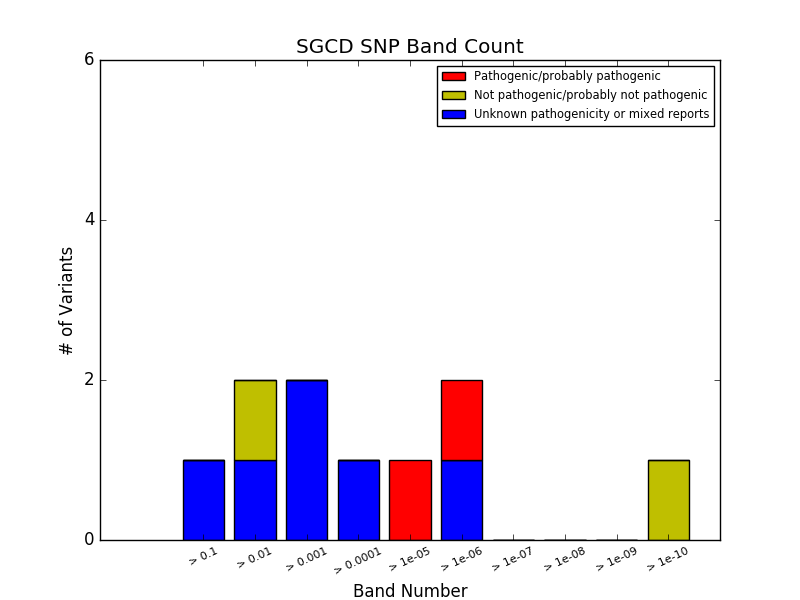 SGCD SNP Band Count
Pathogenic/probably pathogenic
Not pathogenic/probably not pathogenic
Unknown pathogenicity or mixed reports
6
4
2
0
# of Variants
> 0.1 > 0.01 > 0.001 > 0.0001 > 1e-05 > 1e-06 > 1e-07 > 1e-08 > 1e-09 > 1e-10
Band Number